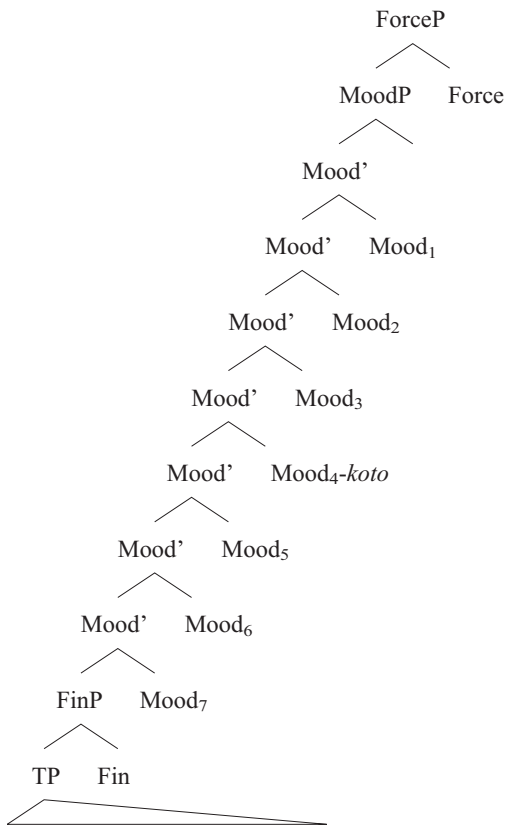 ForceP
MoodP Force
Mood’
Mood’ Mood₁
Mood’ Mood₂
Mood’ Mood₃
Mood’ Mood₄-koto
Mood’ Mood₅
Mood’ Mood₆
FinP Mood₇
TP Fin